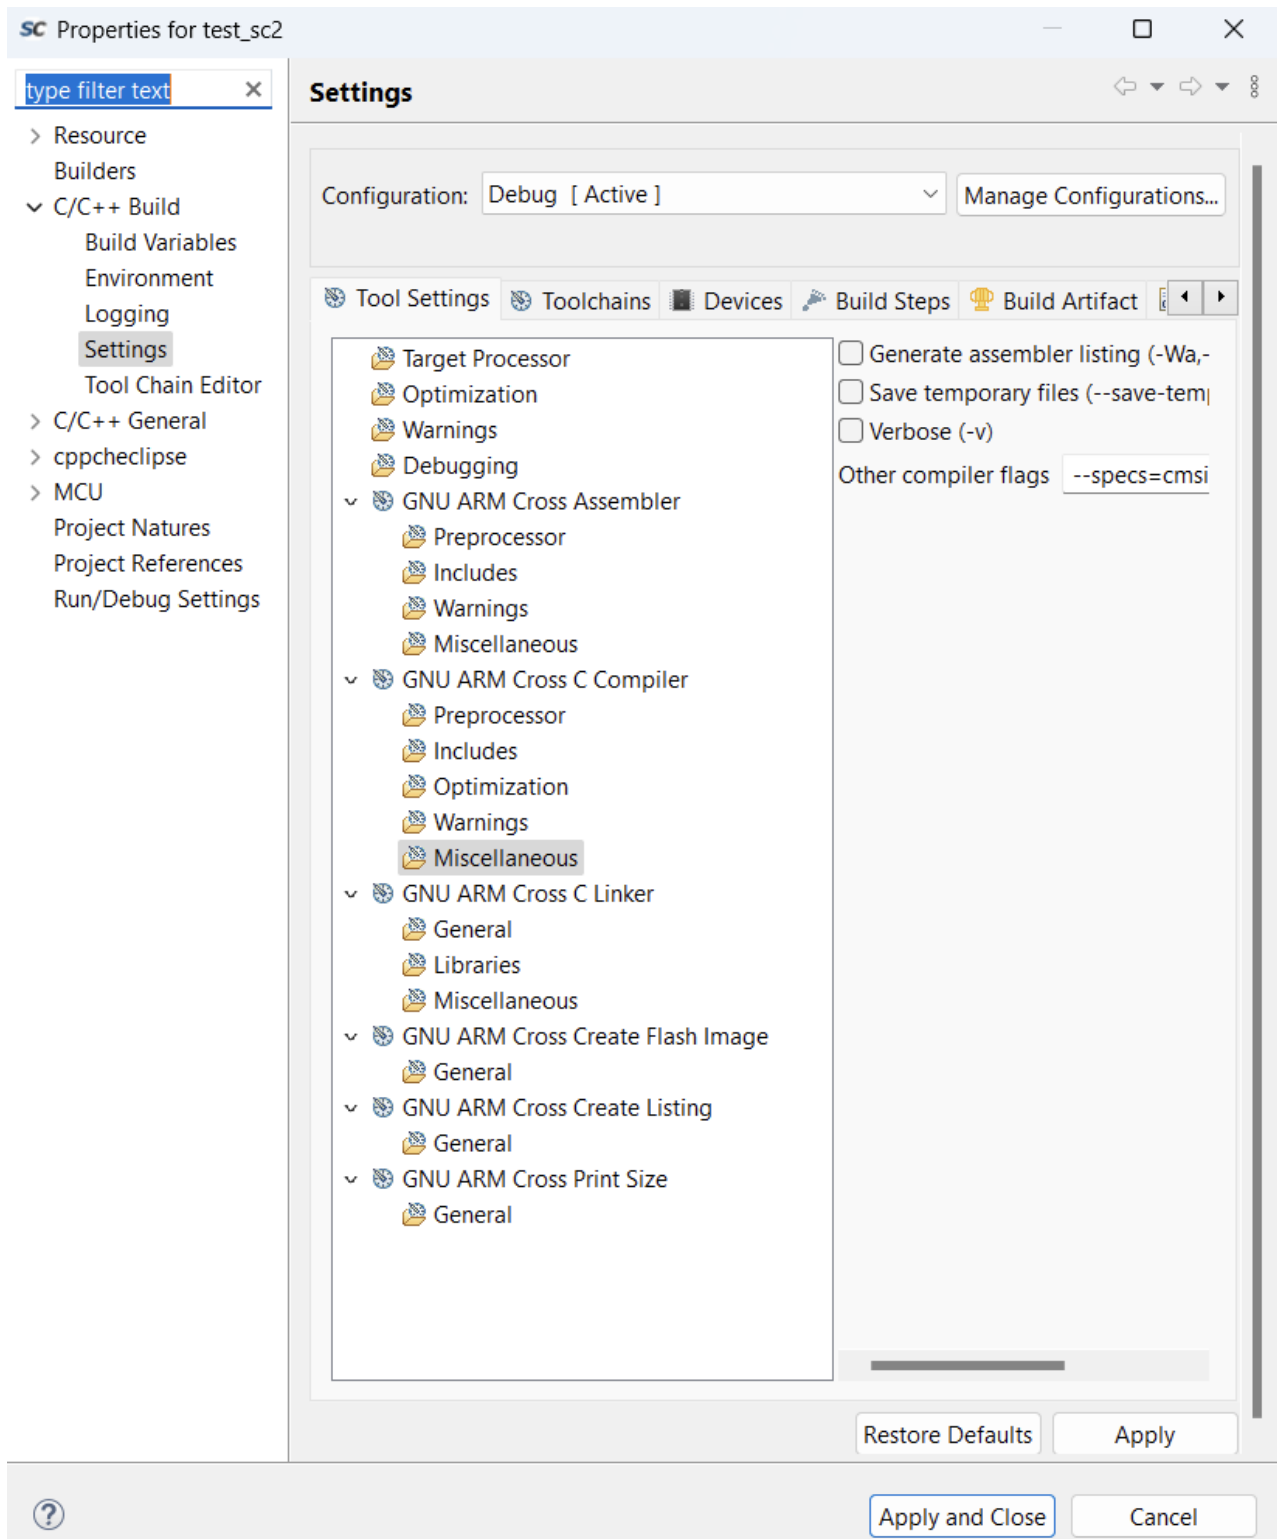 SC Properties for test_sc2
type filter text
Resource
Builders
C/C++ Build
Build Variables
Environment
Logging
Settings
Tool Chain Editor
C/C++ General
cppcheclipse
MCU
Project Natures
Project References
Run/Debug Settings
Settings
Configuration: Debug [ Active ] Manage Configurations...
Tool Settings Toolchains Devices Build Steps Build Artifact
Target Processor
Optimization
Warnings
Debugging
GNU ARM Cross Assembler
Preprocessor
Includes
Warnings
Miscellaneous
GNU ARM Cross C Compiler
Preprocessor
Includes
Optimization
Warnings
Miscellaneous
GNU ARM Cross C Linker
General
Libraries
Miscellaneous
GNU ARM Cross Create Flash Image
General
GNU ARM Cross Create Listing
General
GNU ARM Cross Print Size
General
Generate assembler listing (-Wa,-
Save temporary files (--save-tem
Verbose (-v)
Other compiler flags --specs=cmsi
Restore Defaults Apply
? Apply and Close Cancel